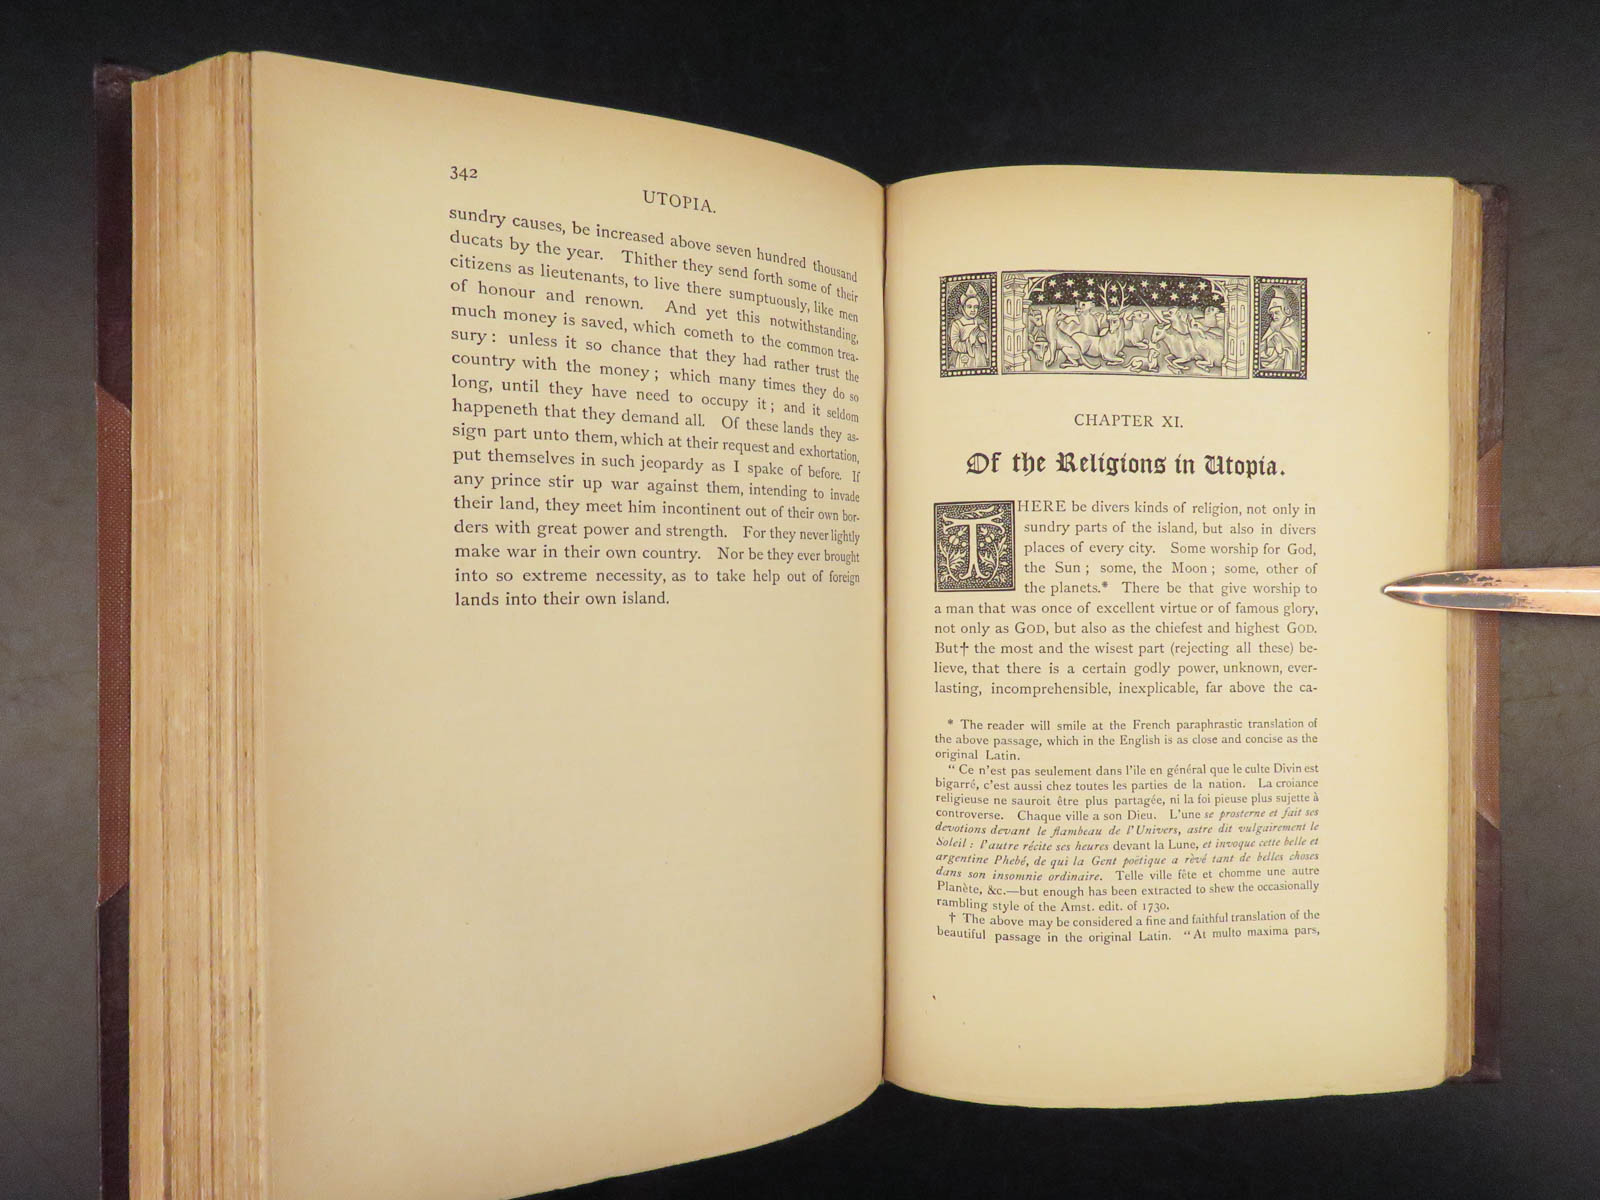 342
UTOPIA.
sundry causes, be increased above seven hundred thousand
ducats by the year. Thither they send forth some of their
citizens as lieutenants, to live there sumptuously, like men
of honour and renown. And yet this notwithstanding,
much money is saved, which cometh to the common trea-
sury: unless it so chance that they had rather trust the
country with the money; which many times they do so
long, until they have need to occupy it; and it seldom
happeneth that they demand all. Of these lands they as-
sign part unto them, which at their request and exhortation,
put themselves in such jeopardy as I spake of before. If
any prince stir up war against them, intending to invade
their land, they meet him incontinent out of their own bor-
ders with great power and strength. For they never lightly
make war in their own country. Nor be they ever brought
into so extreme necessity, as to take help out of foreign
lands into their own island.
CHAPTER XI.
Of the Religions in Utopia.
THERE be divers kinds of religion, not only in
sundry parts of the island, but also in divers
places of every city. Some worship for God,
the Sun; some, the Moon; some, other of
the planets.* There be that give worship to
a man that was once of excellent virtue or of famous glory,
not only as GOD, but also as the chiefest and highest GOD.
But† the most and the wisest part (rejecting all these) be-
lieve, that there is a certain godly power, unknown, ever-
lasting, incomprehensible, inexplicable, far above the ca-
* The reader will smile at the French paraphrastic translation of
the above passage, which in the English is as close and concise as the
original Latin.
“ Ce n’est pas seulement dans l’île en général que le culte Divin est
bigarré, c’est aussi chez toutes les parties de la nation. La croiance
religieuse ne sauroit être plus partagée, ni la foi pieuse plus sujette à
controverse. Chaque ville a son Dieu. L’une se prosterne et fait ses
devotions devant le flambeau de l’Univers, astre dit vulgairement le
Soleil: l’autre récite ses heures devant la Lune, et invoque cette belle et
argentine Phebé, de qui la Gent poëtique a rêvé tant de belles choses
dans son insomnie ordinaire. Telle ville fête et chomme une autre
Planète, &c.—but enough has been extracted to shew the occasionally
rambling style of the Amst. edit. of 1730.
† The above may be considered a fine and faithful translation of the
beautiful passage in the original Latin. “At multo maxima pars,